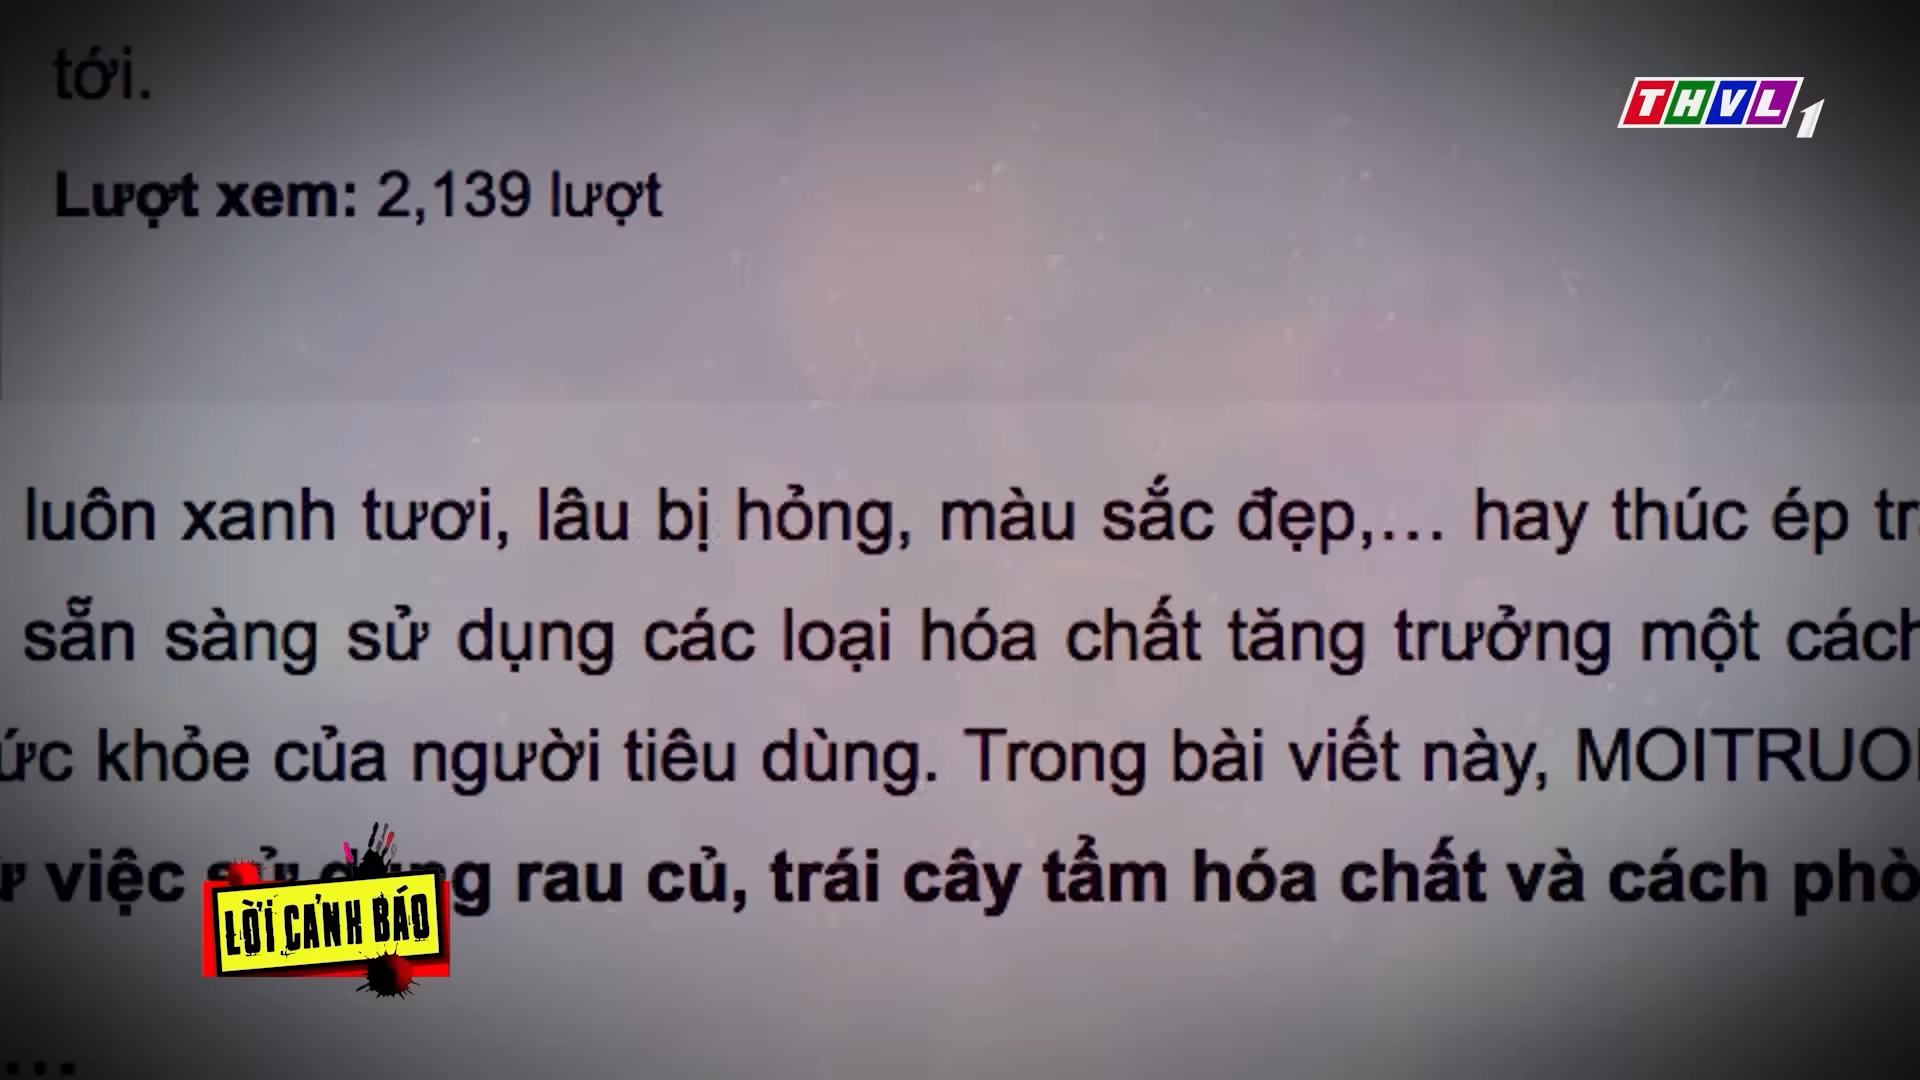 tới.
THVL1
Lượt xem: 2,139 lượt
luôn xanh tươi, lâu bị hỏng, màu sắc đẹp,... hay thúc ép
sẵn sàng sử dụng các loại hóa chất tăng trưởng một cách
khỏe của người tiêu dùng. Trong bài viết này,
việc sử dụng rau củ, trái cây tẩm hóa chất và cách
LỜI CẢNH BÁO
...